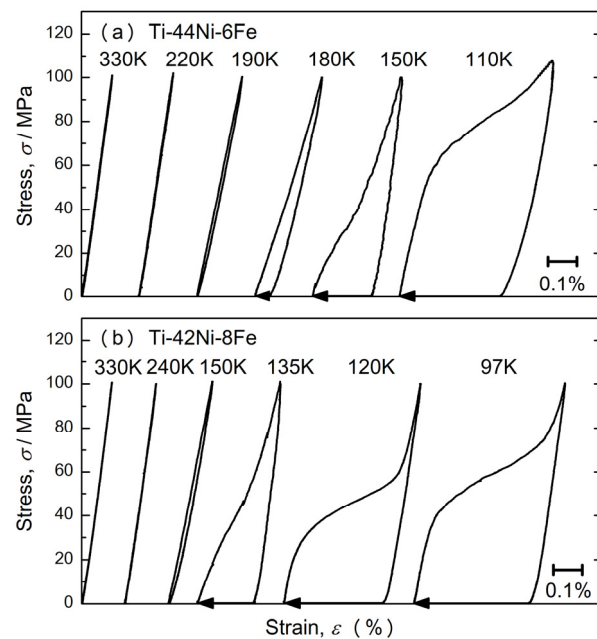 (a) Ti-44Ni-6Fe
330K 220K 190K 180K 150K 110K
120
100
80
60
40
20
0
Stress, σ / MPa
0.1%
(b) Ti-42Ni-8Fe
330K 240K 150K 135K 120K 97K
120
100
80
60
40
20
0
Stress, σ / MPa
0.1%
Strain, ε (%)